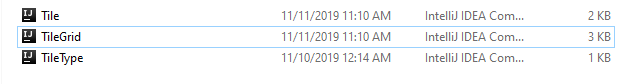 Tile 11/11/2019 11:10 AM IntelliJ IDEA Com... 2 KB
TileGrid 11/11/2019 11:10 AM IntelliJ IDEA Com... 3 KB
TileType 11/10/2019 12:14 AM IntelliJ IDEA Com... 1 KB